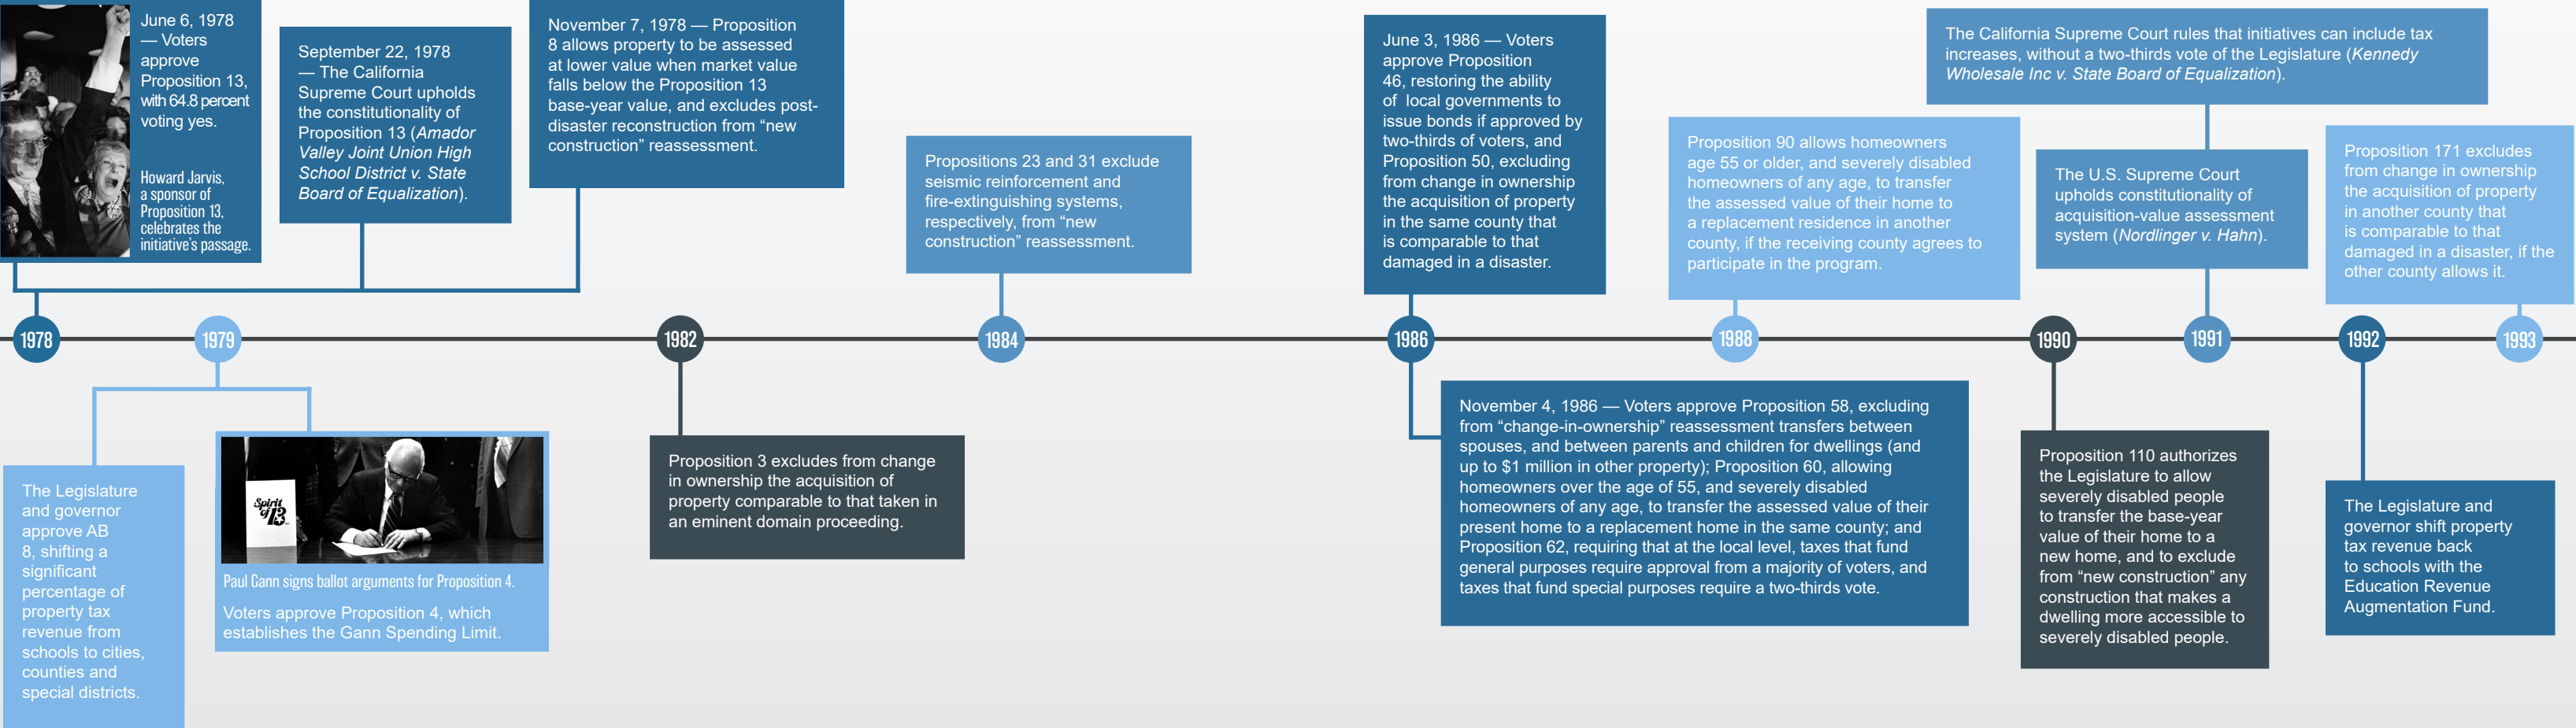 June 6, 1978
— Voters
approve
Proposition 13,
with 64.8 percent
voting yes.
Howard Jarvis,
a sponsor of
Proposition 13,
celebrates the
initiative's passage.
September 22, 1978
— The California
Supreme Court upholds
the constitutionality of
Proposition 13 (Amador
Valley Joint Union High
School District v. State
Board of Equalization).
November 7, 1978 — Proposition
8 allows property to be assessed
at lower value when market value
falls below the Proposition 13
base-year value, and excludes post-
disaster reconstruction from “new
construction” reassessment.
Propositions 23 and 31 exclude
seismic reinforcement and
fire-extinguishing systems,
respectively, from “new
construction” reassessment.
June 3, 1986 — Voters
approve Proposition
46, restoring the ability
of  local governments to
issue bonds if approved by
two-thirds of voters, and
Proposition 50, excluding
from change in ownership
the acquisition of property
in the same county that
is comparable to that
damaged in a disaster.
Proposition 90 allows homeowners
age 55 or older, and severely disabled
homeowners of any age, to transfer
the assessed value of their home to
a replacement residence in another
county, if the receiving county agrees to
participate in the program.
The California Supreme Court rules that initiatives can include tax
increases, without a two-thirds vote of the Legislature (Kennedy
Wholesale Inc v. State Board of Equalization).
The U.S. Supreme Court
upholds constitutionality of
acquisition-value assessment
system (Nordlinger v. Hahn).
Proposition 171 excludes
from change in ownership
the acquisition of property
in another county that
is comparable to that
damaged in a disaster, if the
other county allows it.
1978
1979
1982
1984
1986
1988
1990
1991
1992
1993
The Legislature
and governor
approve AB
8, shifting a
significant
percentage of
property tax
revenue from
schools to cities,
counties and
special districts.
Spirit
of 13
Paul Gann signs ballot arguments for Proposition 4.
Voters approve Proposition 4, which
establishes the Gann Spending Limit.
Proposition 3 excludes from change
in ownership the acquisition of
property comparable to that taken in
an eminent domain proceeding.
November 4, 1986 — Voters approve Proposition 58, excluding
from “change-in-ownership” reassessment transfers between
spouses, and between parents and children for dwellings (and
up to $1 million in other property); Proposition 60, allowing
homeowners over the age of 55, and severely disabled
homeowners of any age, to transfer the assessed value of their
present home to a replacement home in the same county; and
Proposition 62, requiring that at the local level, taxes that fund
general purposes require approval from a majority of voters, and
taxes that fund special purposes require a two-thirds vote.
Proposition 110 authorizes
the Legislature to allow
severely disabled people
to transfer the base-year
value of their home to a
new home, and to exclude
from “new construction” any
construction that makes a
dwelling more accessible to
severely disabled people.
The Legislature and
governor shift property
tax revenue back
to schools with the
Education Revenue
Augmentation Fund.